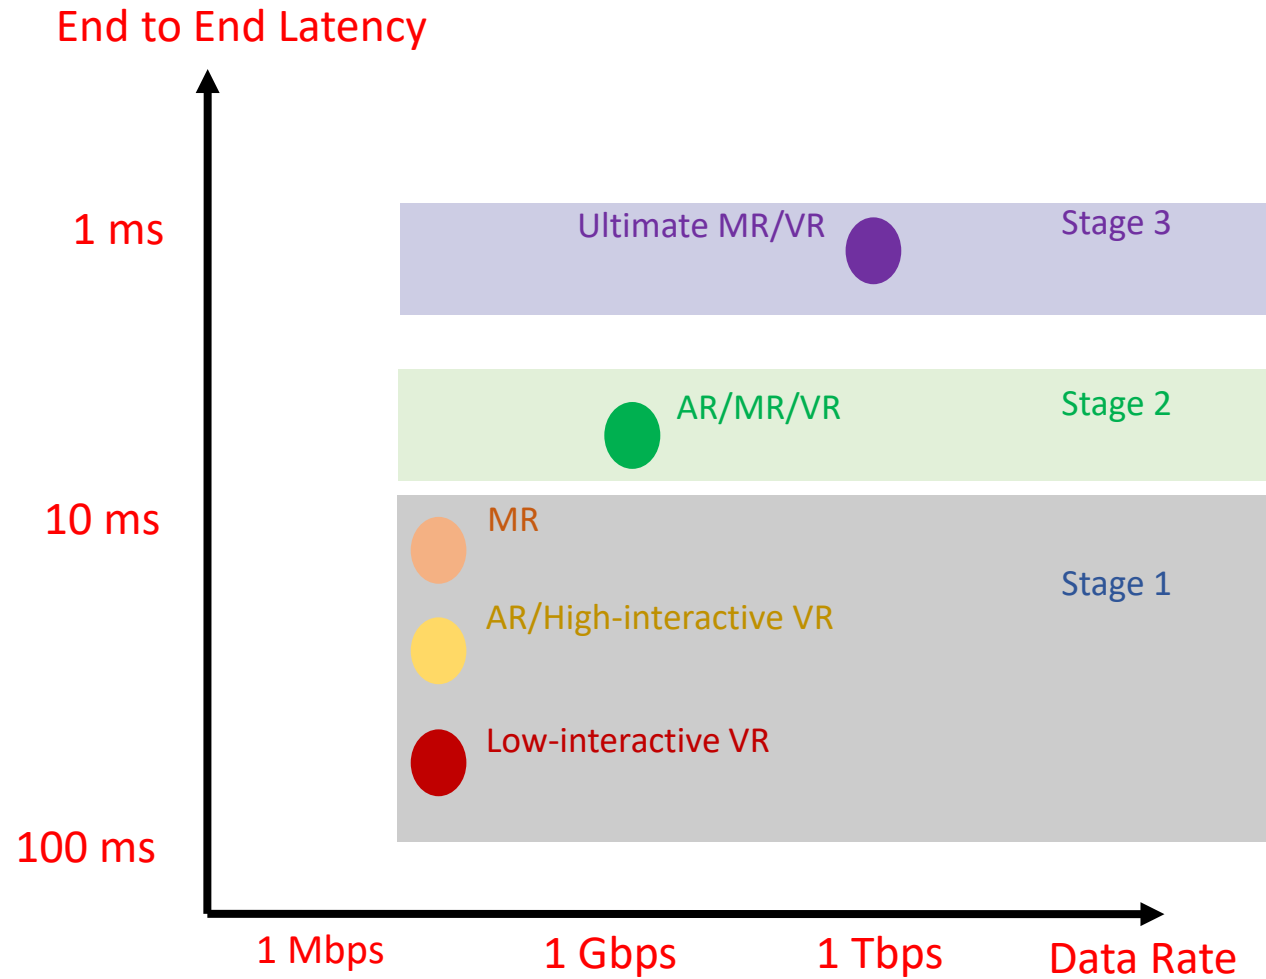 End to End Latency
1 ms
Ultimate MR/VR
Stage 3
AR/MR/VR
Stage 2
10 ms
MR
Stage 1
AR/High-interactive VR
Low-interactive VR
100 ms
1 Mbps
1 Gbps
1 Tbps
Data Rate